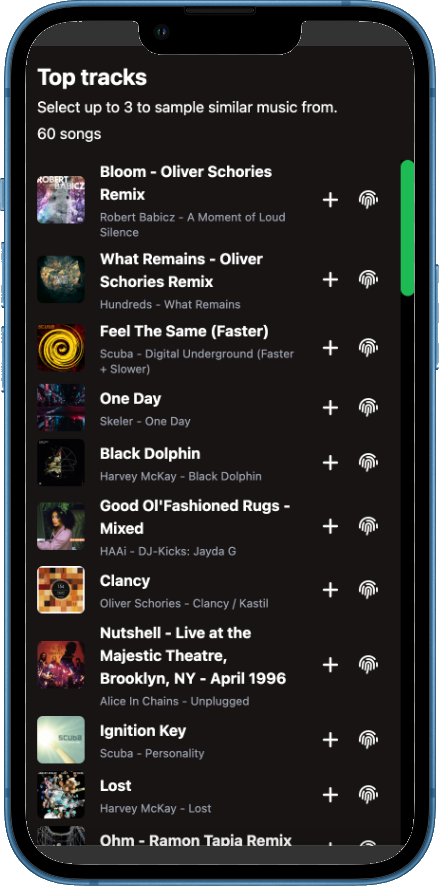 Top tracks
Select up to 3 to sample similar music from.
60 songs
ROBERT
BABICZ
Bloom - Oliver Schories
Remix
Robert Babicz - A Moment of Loud
Silence
What Remains - Oliver
Schories Remix
Hundreds - What Remains
Feel The Same (Faster)
Scuba - Digital Underground (Faster
+ Slower)
One Day
Skeler - One Day
Black Dolphin
Harvey McKay - Black Dolphin
Good Ol'Fashioned Rugs -
Mixed
HAAi - DJ-Kicks: Jayda G
Clancy
Oliver Schories - Clancy / Kastil
Nutshell - Live at the
Majestic Theatre,
Brooklyn, NY - April 1996
Alice In Chains - Unplugged
scuba
Ignition Key
Scuba - Personality
Lost
Harvey McKay - Lost
Ohm - Ramon Tapia Remix